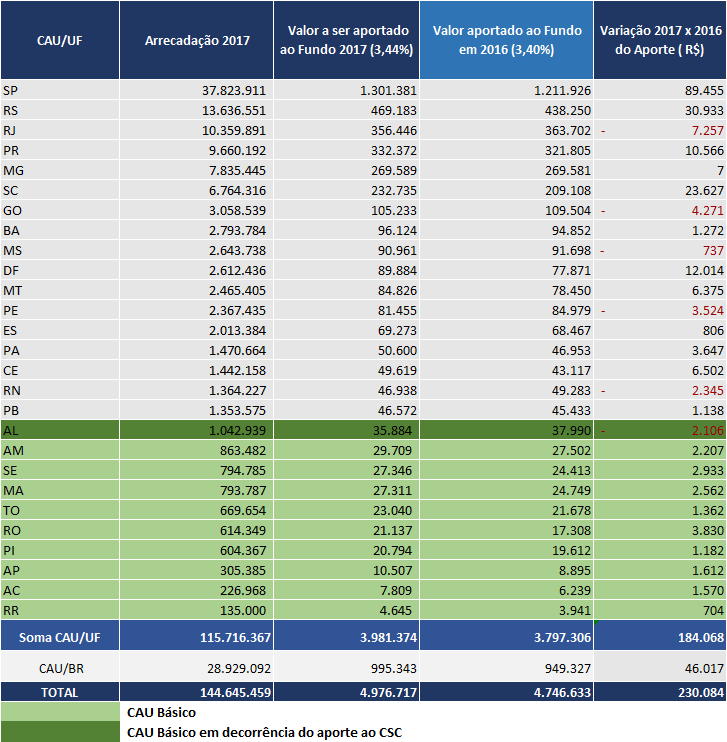 CAU/UF Arrecadação 2017 Valor a ser aportado ao Fundo 2017 (3,44%) Valor aportado ao Fundo em 2016 (3,40%) Variação 2017 x 2016 do Aporte ( R$)
SP 37.823.911 1.301.381 1.211.926 89.455
RS 13.636.551 469.183 438.250 30.933
RJ 10.359.891 356.446 363.702 - 7.257
PR 9.660.192 332.372 321.805 10.566
MG 7.835.445 269.589 269.581 7
SC 6.764.316 232.735 209.108 23.627
GO 3.058.539 105.233 109.504 - 4.271
BA 2.793.784 96.124 94.852 1.272
MS 2.643.738 90.961 91.698 - 737
DF 2.612.436 89.884 77.871 12.014
MT 2.465.405 84.826 78.450 6.375
PE 2.367.435 81.455 84.979 - 3.524
ES 2.013.384 69.273 68.467 806
PA 1.470.664 50.600 46.953 3.647
CE 1.442.158 49.619 43.117 6.502
RN 1.364.227 46.938 49.283 - 2.345
PB 1.353.575 46.572 45.433 1.138
AL 1.042.939 35.884 37.990 - 2.106
AM 863.482 29.709 27.502 2.207
SE 794.785 27.346 24.413 2.933
MA 793.787 27.311 24.749 2.562
TO 669.654 23.040 21.678 1.362
RO 614.349 21.137 17.308 3.830
PI 604.367 20.794 19.612 1.182
AP 305.385 10.507 8.895 1.612
AC 226.968 7.809 6.239 1.570
RR 135.000 4.645 3.941 704
Soma CAU/UF 115.716.367 3.981.374 3.797.306 184.068
CAU/BR 28.929.092 995.343 949.327 46.017
TOTAL 144.645.459 4.976.717 4.746.633 230.084
CAU Básico
CAU Básico em decorrência do aporte ao CSC